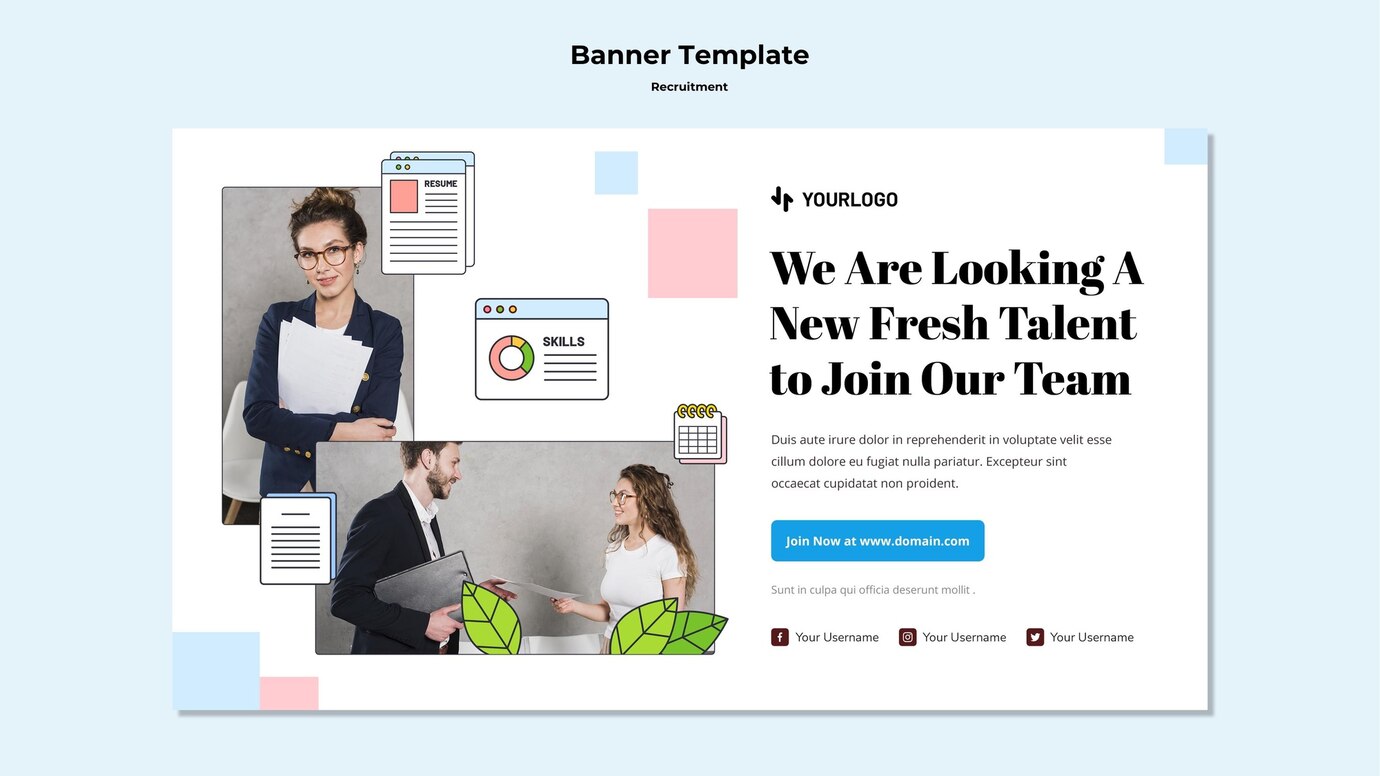 Banner Template
Recruitment
RESUME
SKILLS
YOURLOGO
We Are Looking A
New Fresh Talent
to Join Our Team
Duis aute irure dolor in reprehenderit in voluptate velit esse
cillum dolore eu fugiat nulla pariatur. Excepteur sint
occaecat cupidatat non proident.
Join Now at www.domain.com
Sunt in culpa qui officia deserunt mollit .
Your Username Your Username Your Username